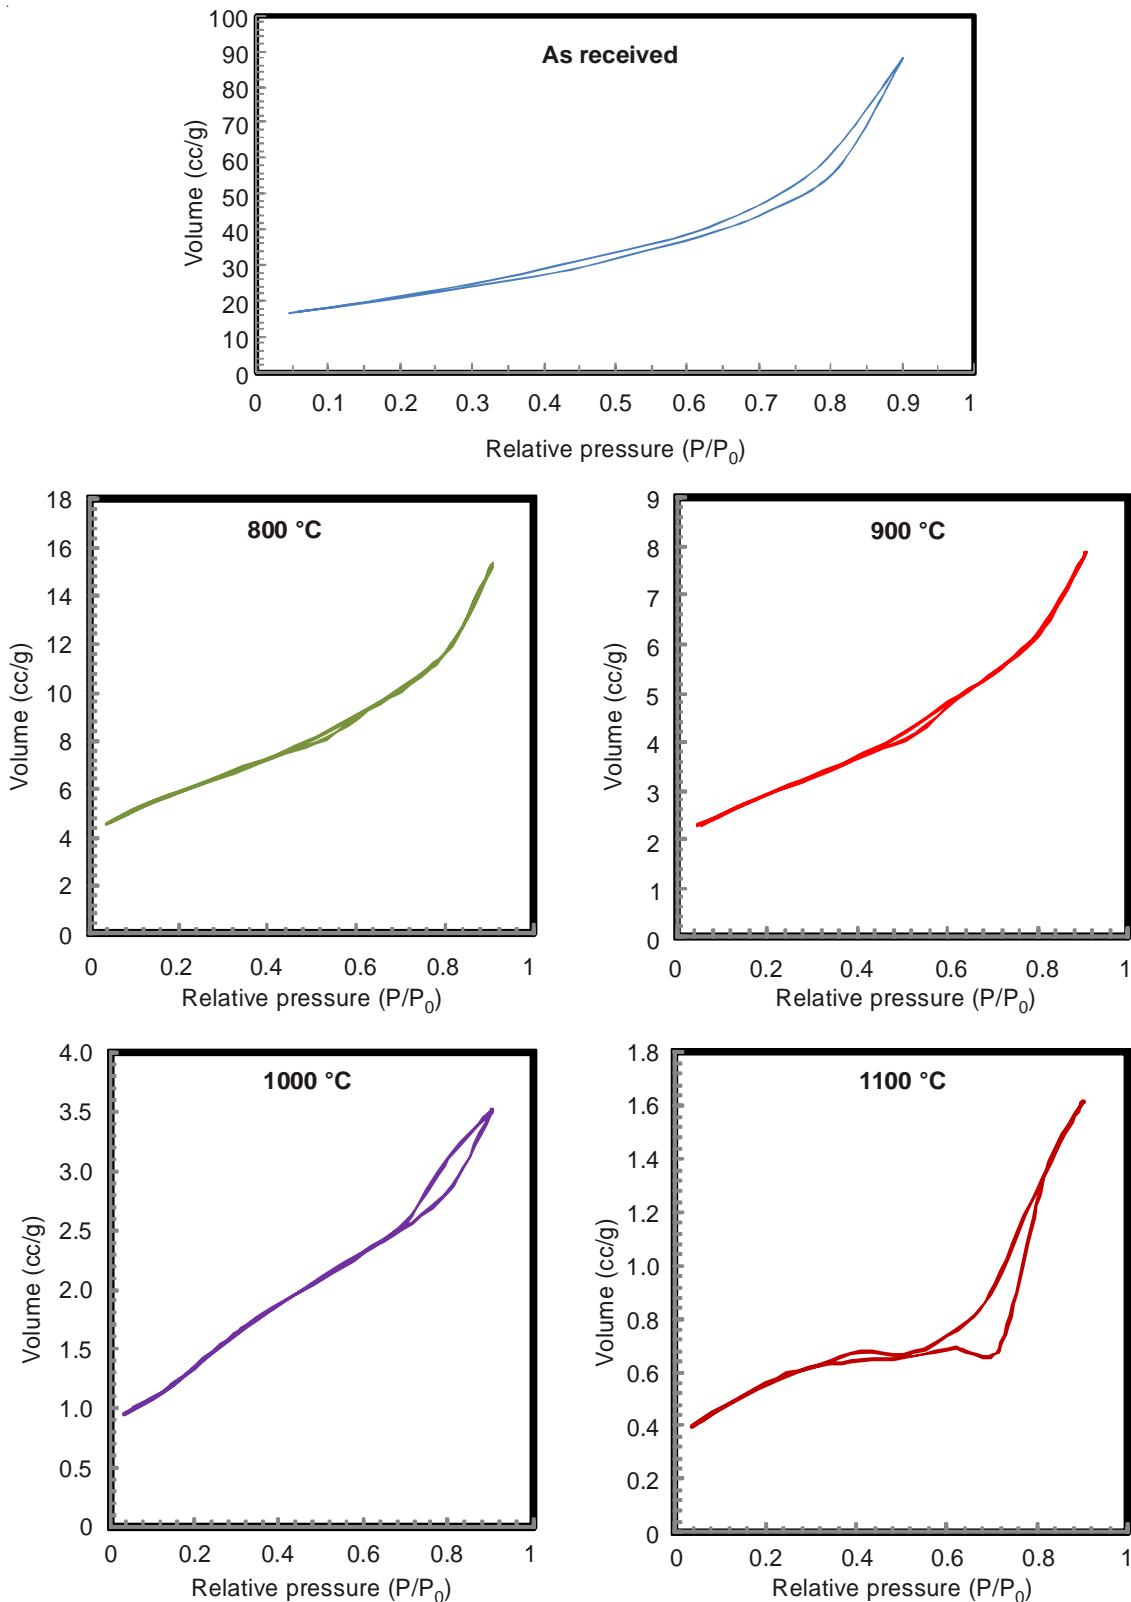 As received
Volume (cc/g)
100
90
80
70
60
50
40
30
20
10
0
0 0.1 0.2 0.3 0.4 0.5 0.6 0.7 0.8 0.9 1
Relative pressure (P/P0)
800 °C
Volume (cc/g)
18
16
14
12
10
8
6
4
2
0
0 0.2 0.4 0.6 0.8 1
Relative pressure (P/P0)
900 °C
Volume (cc/g)
9
8
7
6
5
4
3
2
1
0
0 0.2 0.4 0.6 0.8 1
Relative pressure (P/P0)
1000 °C
Volume (cc/g)
4.0
3.5
3.0
2.5
2.0
1.5
1.0
0.5
0
0 0.2 0.4 0.6 0.8 1
Relative pressure (P/P0)
1100 °C
Volume (cc/g)
1.8
1.6
1.4
1.2
1.0
0.8
0.6
0.4
0.2
0
0 0.2 0.4 0.6 0.8 1
Relative pressure (P/P0)